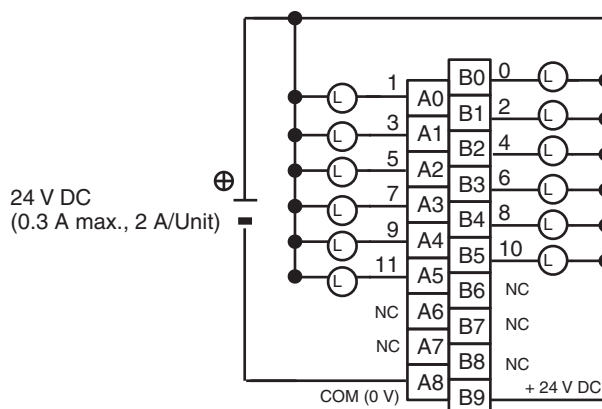 B0 0 L
1 L A0
B1 2 L
3 L A1
B2 4 L
5 L A2
B3 6 L
24 V DC
(0.3 A max., 2 A/Unit)
7 L A3
B4 8 L
9 L A4
B5 10 L
11 L A5
B6 NC
NC A6
B7 NC
NC A7
B8 NC
COM (0 V) A8
B9 + 24 V DC